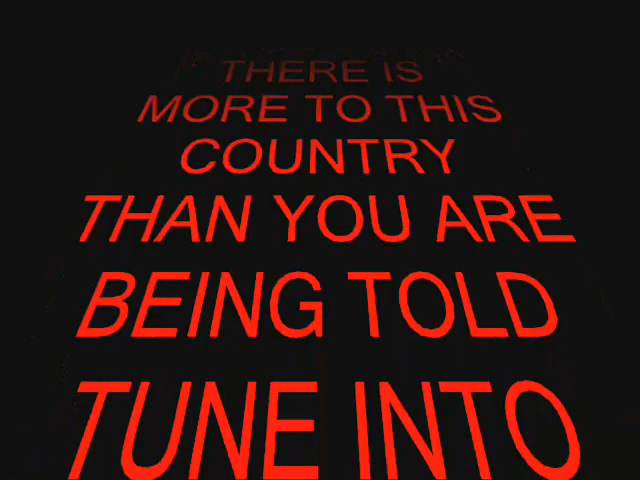 THERE IS
MORE TO THIS
COUNTRY
THAN YOU ARE
BEING TOLD
TUNE INTO